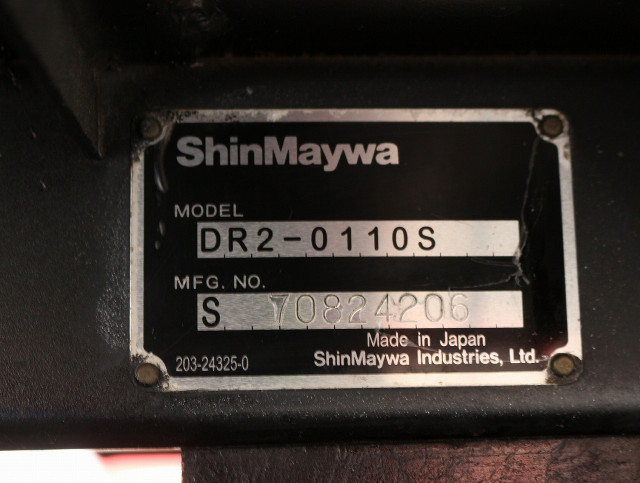 ShinMaywa
MODEL
DR2-0110S
MFG. NO.
S 70824206
Made in Japan
203-24325-0 ShinMaywa Industries, Ltd.